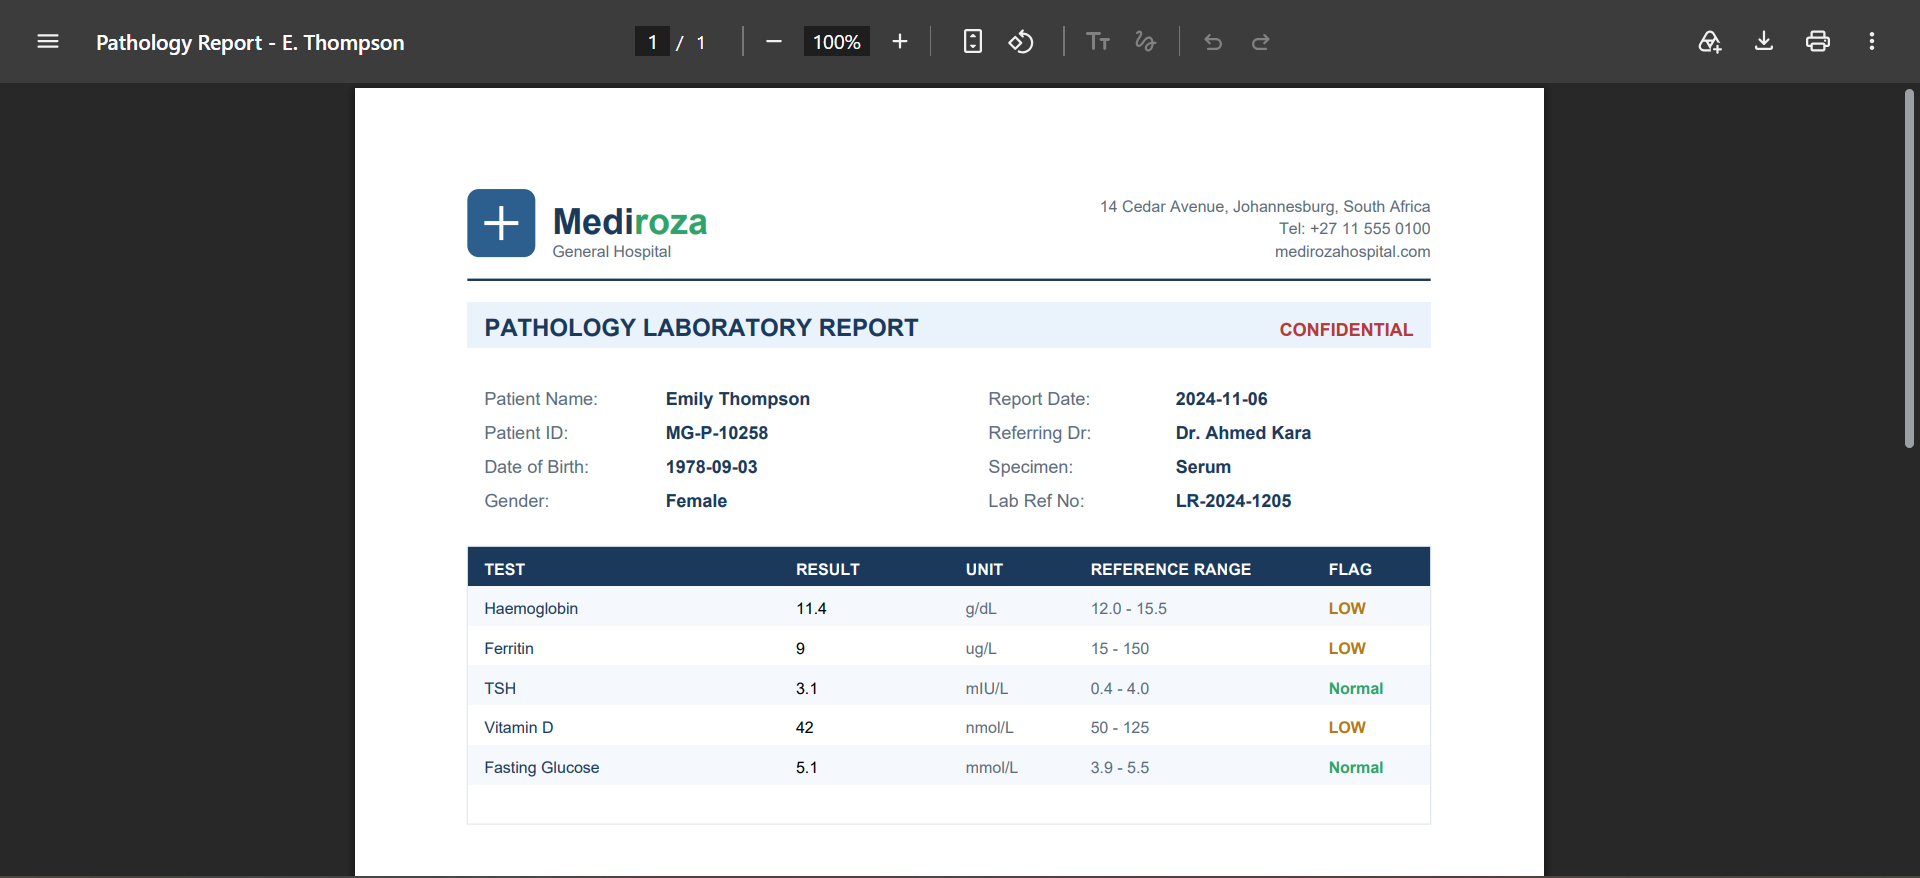 Pathology Report - E. Thompson
1 / 1
100%
Mediroza
General Hospital
14 Cedar Avenue, Johannesburg, South Africa
Tel: +27 11 555 0100
medirozahospital.com
PATHOLOGY LABORATORY REPORT CONFIDENTIAL
Patient Name: Emily Thompson Report Date: 2024-11-06
Patient ID: MG-P-10258 Referring Dr: Dr. Ahmed Kara
Date of Birth: 1978-09-03 Specimen: Serum
Gender: Female Lab Ref No: LR-2024-1205
TEST RESULT UNIT REFERENCE RANGE FLAG
Haemoglobin 11.4 g/dL 12.0 - 15.5 LOW
Ferritin 9 ug/L 15 - 150 LOW
TSH 3.1 mIU/L 0.4 - 4.0 Normal
Vitamin D 42 nmol/L 50 - 125 LOW
Fasting Glucose 5.1 mmol/L 3.9 - 5.5 Normal